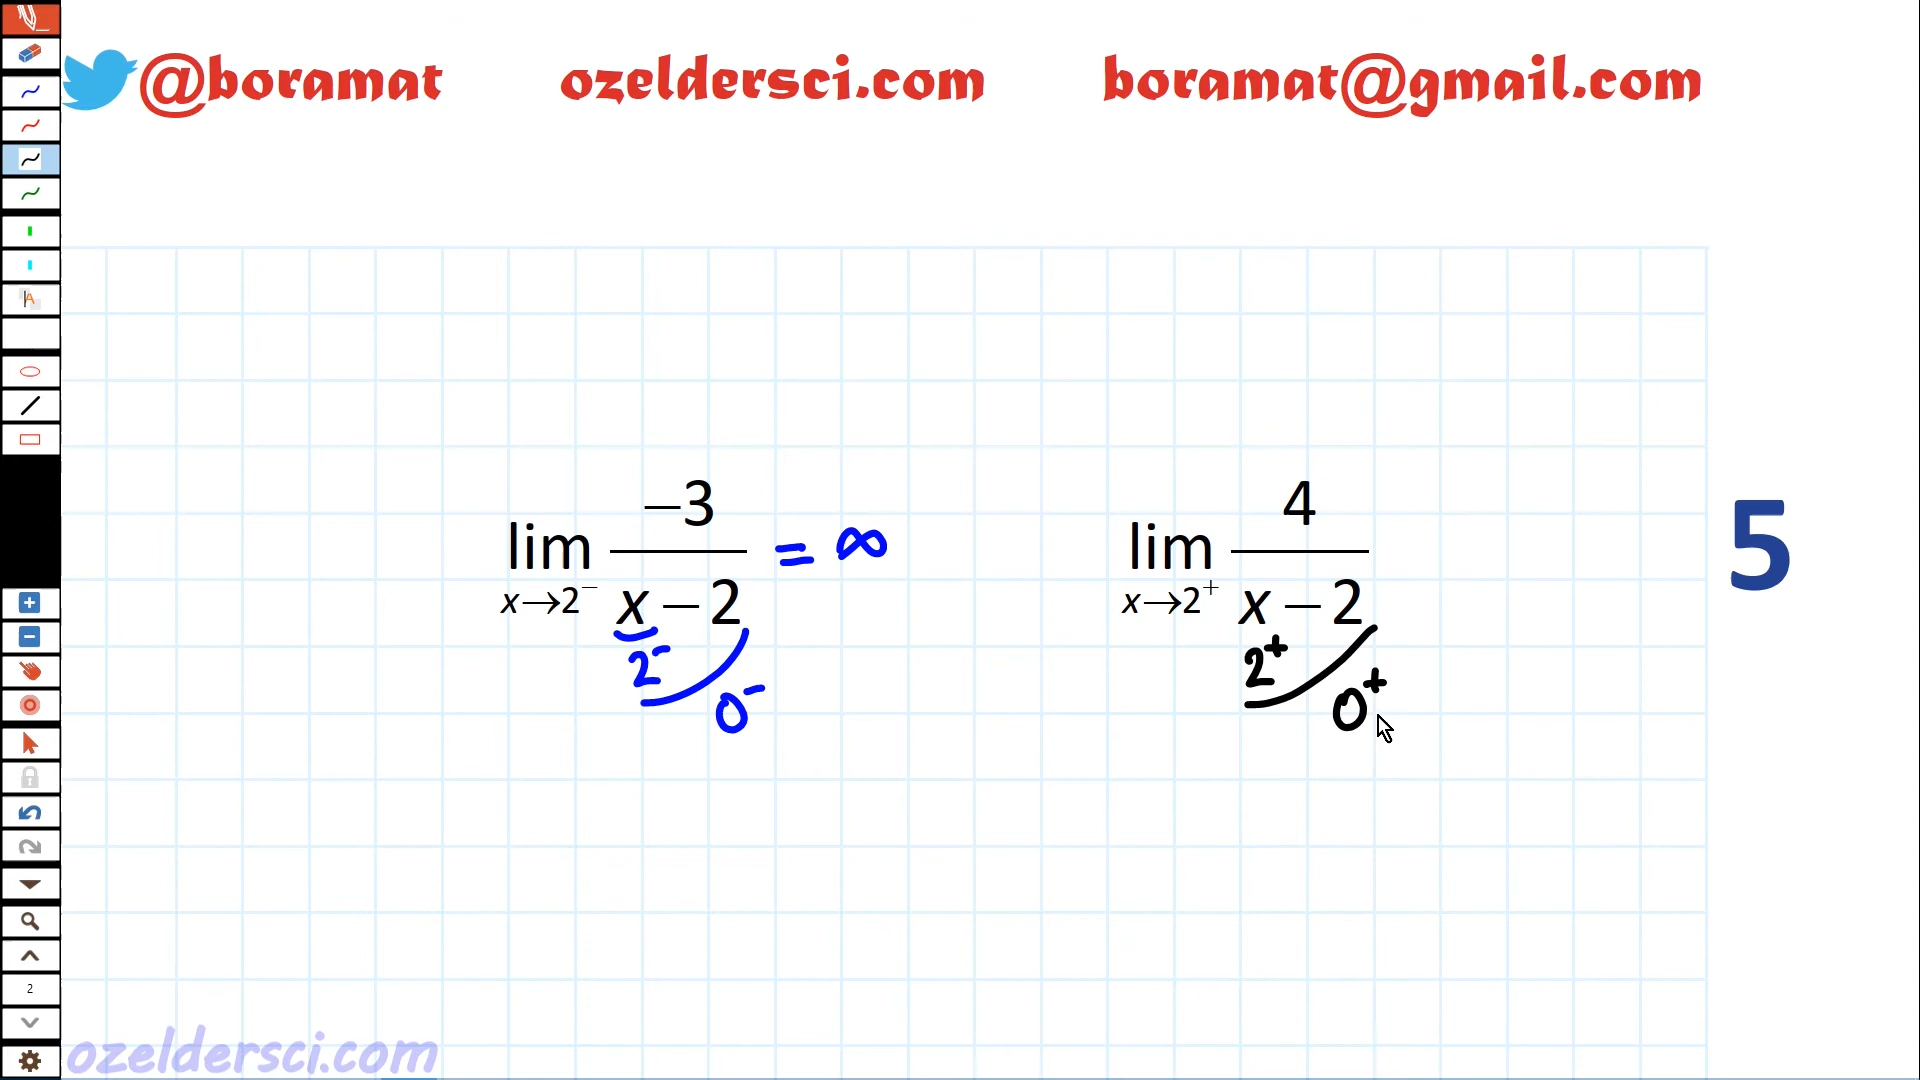 @boramat ozeldersci.com boramat@gmail.com
lim x→2⁻ −3 / x − 2 = ∞
2⁻
0⁻
lim x→2⁺ 4 / x − 2
2⁺
0⁺
5
A
2
ozeldersci.com